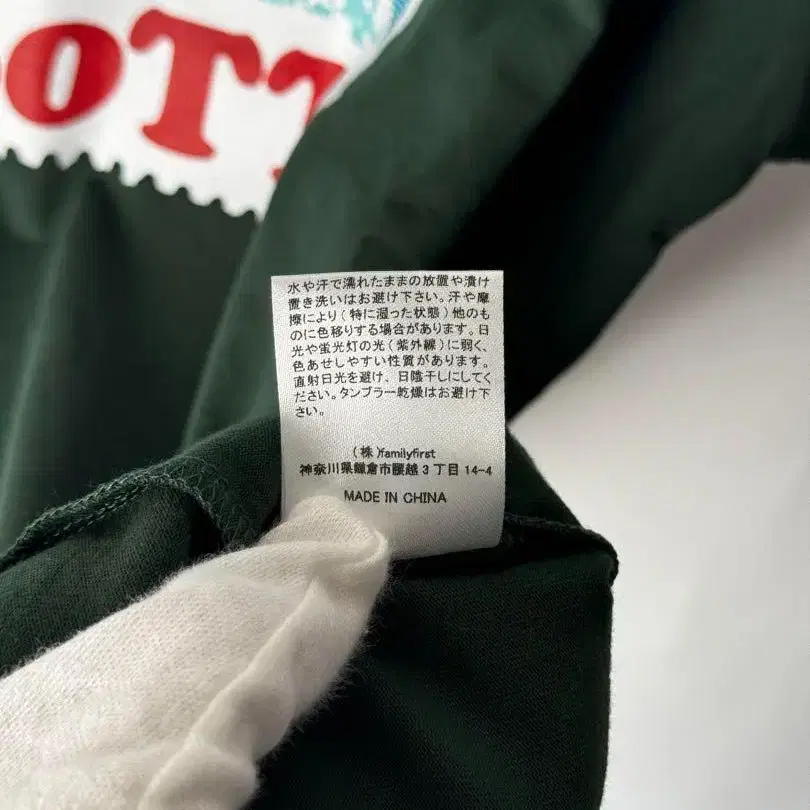 OTT
水や汗で濡れたままの放置や漬け
置き洗いはお避け下さい。汗や摩
擦により(特に湿った状態)他のも
のに色移りする場合があります。日
光や蛍光灯の光(紫外線)に弱く、
色あせしやすい性質があります。
直射日光を避け、日陰干しにしてく
ださい。タンブラー乾燥はお避け下
さい。
(株)familyfirst
神奈川県鎌倉市腰越3丁目14-4
MADE IN CHINA